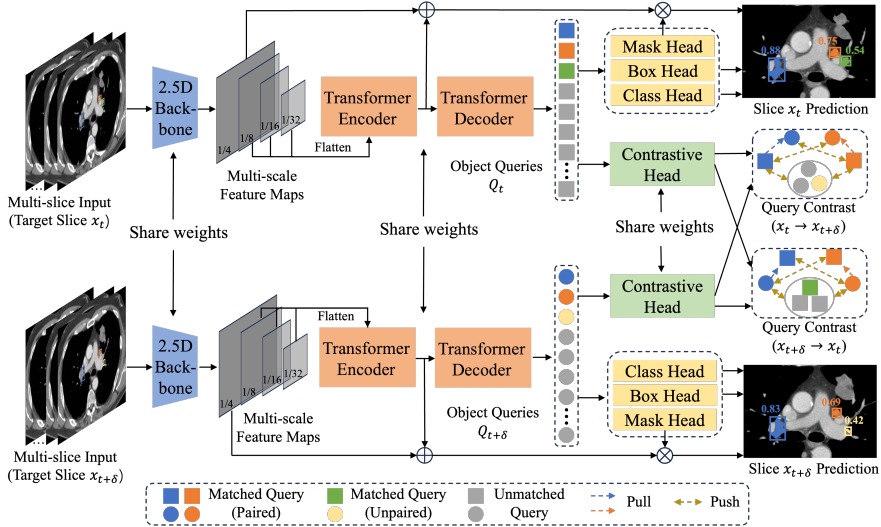 2.5D
Back-
bone
1/4
1/8
1/16
1/32
Flatten
Multi-scale
Feature Maps
Transformer
Encoder
Transformer
Decoder
Object Queries
Q_t
Mask Head
Box Head
Class Head
0.88
0.75
0.54
Slice x_t Prediction
Multi-slice Input
(Target Slice x_t)
Contrastive
Head
Query Contrast
(x_t → x_{t+δ})
Share weights
Share weights
Share weights
Contrastive
Head
Query Contrast
(x_{t+δ} → x_t)
2.5D
Back-
bone
1/4
1/8
1/16
1/32
Flatten
Multi-scale
Feature Maps
Transformer
Encoder
Transformer
Decoder
Object Queries
Q_{t+δ}
Class Head
Box Head
Mask Head
0.83
0.69
0.42
Slice x_{t+δ} Prediction
Multi-slice Input
(Target Slice x_{t+δ})
Matched Query
(Paired)
Matched Query
(Unpaired)
Unmatched
Query
Pull
Push